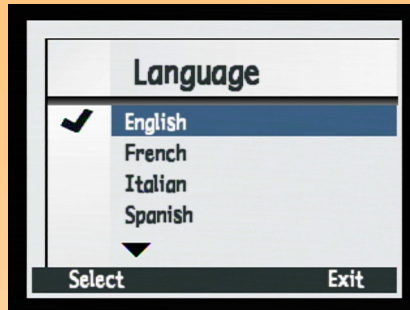 Language
English
French
Italian
Spanish
Select Exit